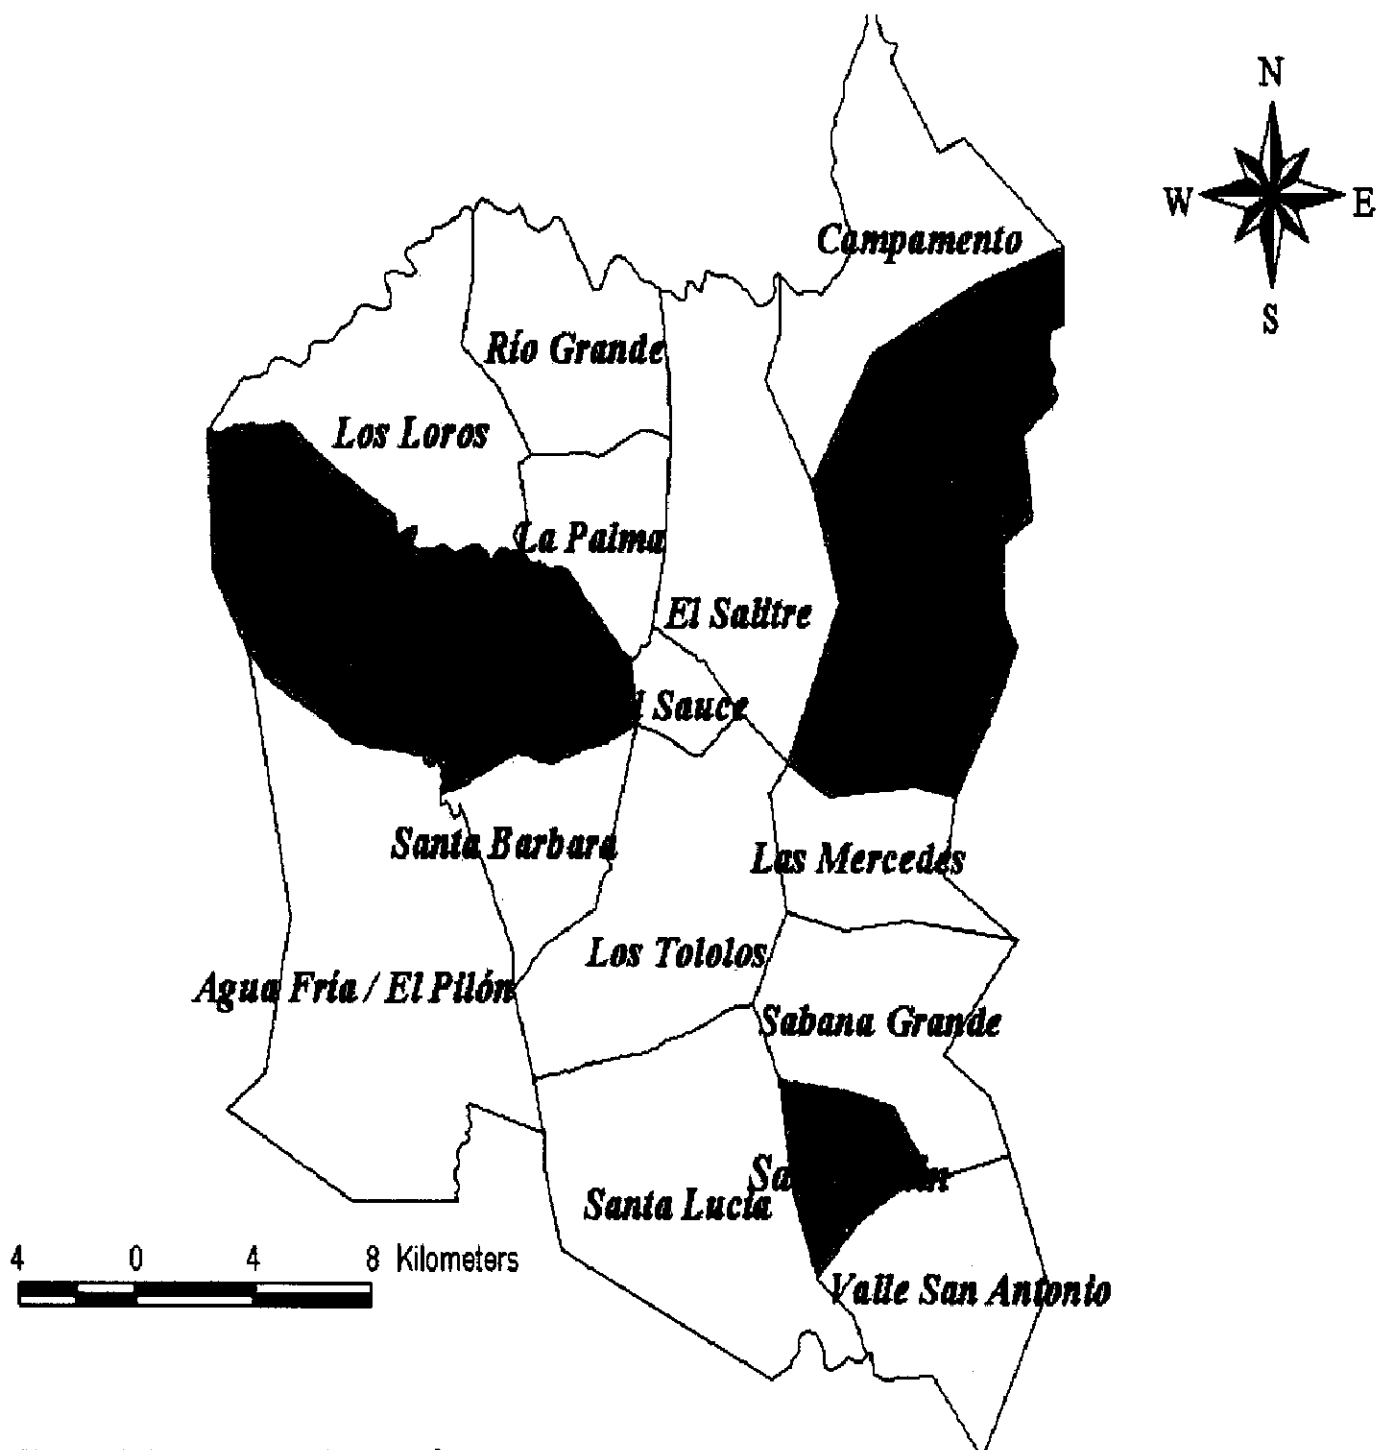 N
W E
S
Campamento
Río Grande
Los Loros
La Palma
El Salitre
Sauce
Santa Barbara
Las Mercedes
Los Tololos
Agua Fría / El Pilón
Sabana Grande
Santa Lucía
Valle San Antonio
4 0 4 8 Kilometers